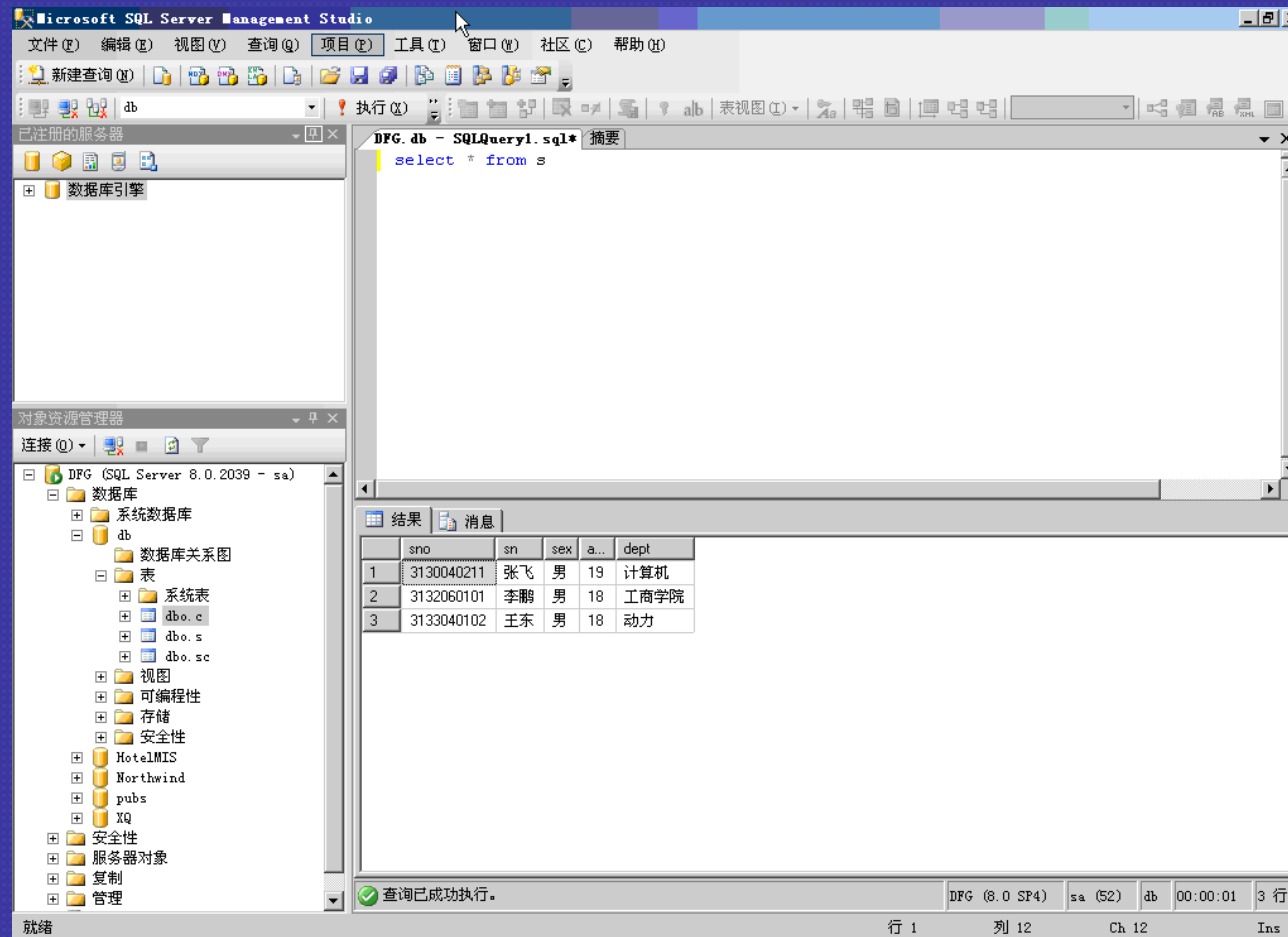 Microsoft SQL Server Management Studio
文件(F) 编辑(E) 视图(V) 查询(Q) 项目(P) 工具(T) 窗口(W) 社区(C) 帮助(H)
新建查询(N)
db 执行(X) 表视图(I)
已注册的服务器
数据库引擎
DFG.db - SQLQuery1.sql* 摘要
select * from s
对象资源管理器
连接(O)
DFG (SQL Server 8.0.2039 - sa)
数据库
系统数据库
db
数据库关系图
表
系统表
dbo.c
dbo.s
dbo.sc
视图
可编程性
存储
安全性
HotelMIS
Northwind
pubs
XQ
安全性
服务器对象
复制
管理
结果 消息
sno sn sex a... dept
1 3130040211 张飞 男 19 计算机
2 3132060101 李鹏 男 18 工商学院
3 3133040102 王东 男 18 动力
查询已成功执行。 DFG (8.0 SP4) sa (52) db 00:00:01 3 行
就绪 行 1 列 12 Ch 12 Ins